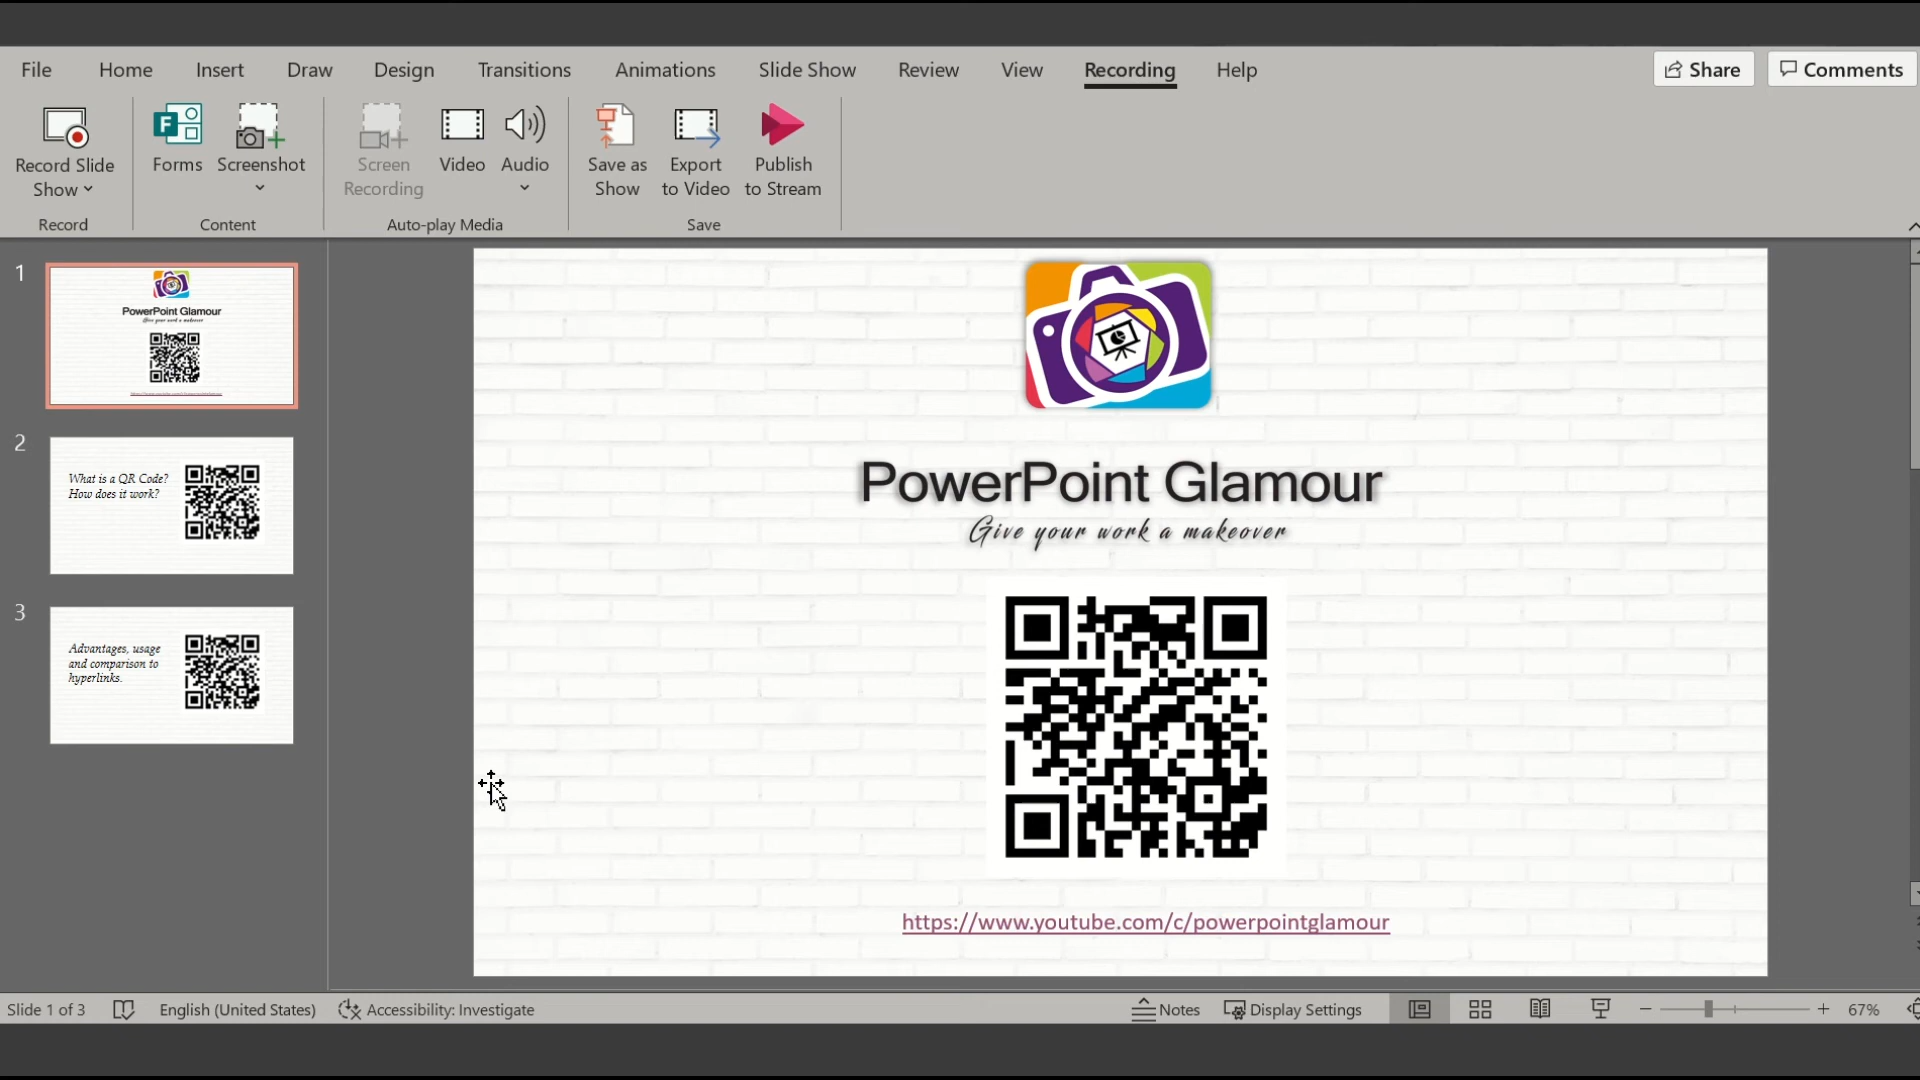 File Home Insert Draw Design Transitions Animations Slide Show Review View Recording Help Share Comments
Record Slide Show Forms Screenshot Screen Recording Video Audio Save as Show Export to Video Publish to Stream
Record Content Auto-play Media Save
1
PowerPoint Glamour
Give your work a makeover
2
What is a QR Code?
How does it work?
3
Advantages, usage
and comparison to
hyperlinks.
PowerPoint Glamour
Give your work a makeover
https://www.youtube.com/c/powerpointglamour
Slide 1 of 3 English (United States) Accessibility: Investigate Notes Display Settings 67%